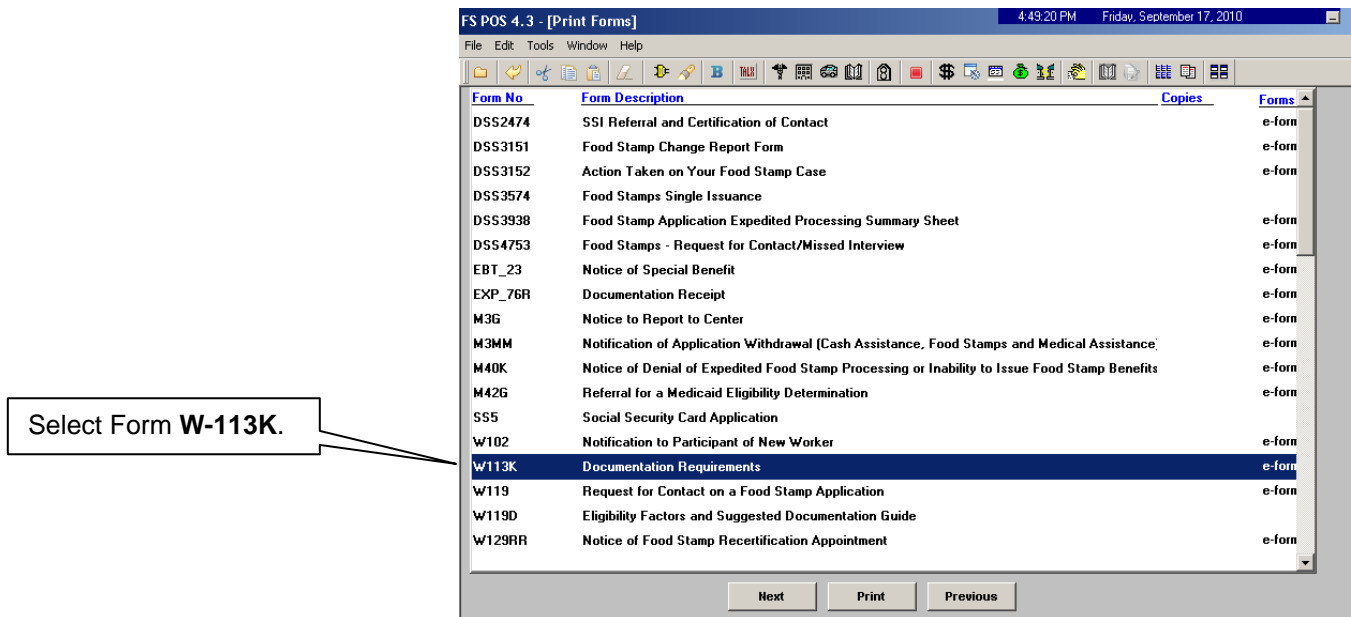 FS POS 4.3 - [Print Forms] 4:49:20 PM Friday, September 17, 2010
File Edit Tools Window Help
B TALX
Form No Form Description Copies Forms
DSS2474 SSI Referral and Certification of Contact e-form
DSS3151 Food Stamp Change Report Form e-form
DSS3152 Action Taken on Your Food Stamp Case e-form
DSS3574 Food Stamps Single Issuance
DSS3938 Food Stamp Application Expedited Processing Summary Sheet e-form
DSS4753 Food Stamps - Request for Contact/Missed Interview e-form
EBT_23 Notice of Special Benefit e-form
EXP_76R Documentation Receipt e-form
M3G Notice to Report to Center e-form
M3MM Notification of Application Withdrawal (Cash Assistance, Food Stamps and Medical Assistance) e-form
M40K Notice of Denial of Expedited Food Stamp Processing or Inability to Issue Food Stamp Benefits e-form
M42G Referral for a Medicaid Eligibility Determination e-form
SS5 Social Security Card Application
W102 Notification to Participant of New Worker e-form
Select Form W-113K.
W113K Documentation Requirements e-form
W119 Request for Contact on a Food Stamp Application e-form
W119D Eligibility Factors and Suggested Documentation Guide
W129RR Notice of Food Stamp Recertification Appointment e-form
Next Print Previous